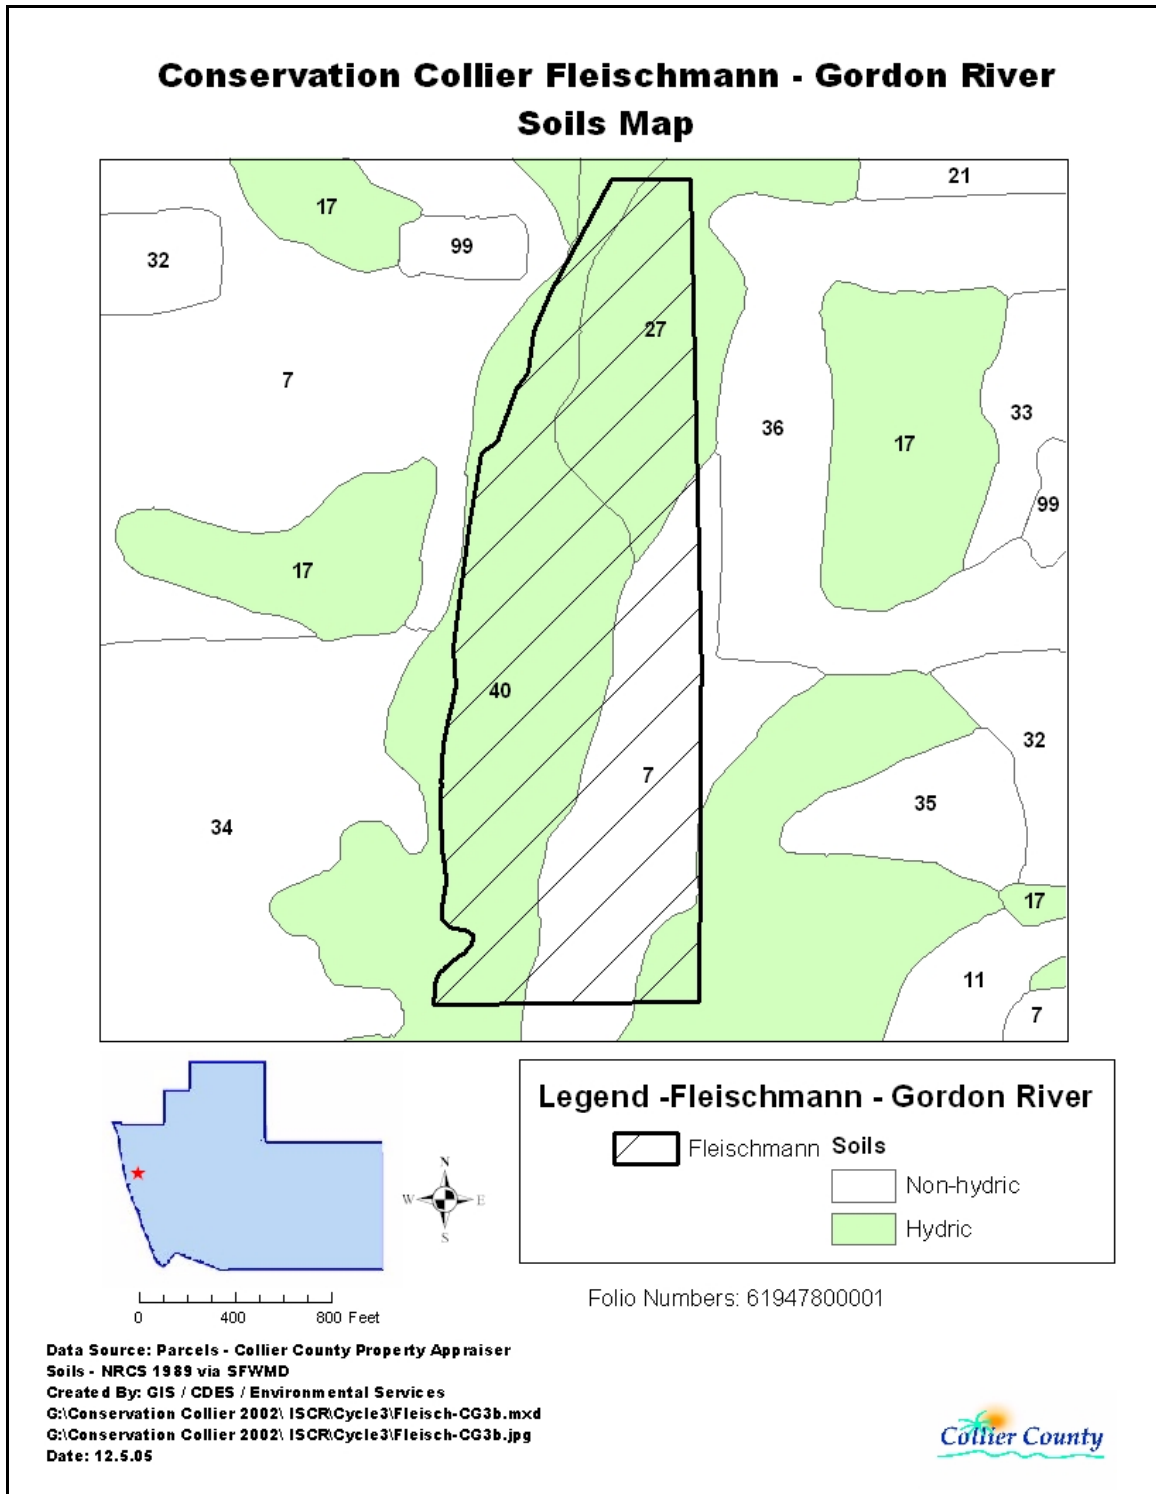 Conservation Collier Fleischmann - Gordon River
Soils Map
21
17
99
32
27
7
33
36
17
99
17
40
32
7
35
34
17
11
7
Legend -Fleischmann - Gordon River
Fleischmann Soils
Non-hydric
Hydric
N
W E
S
0 400 800 Feet
Folio Numbers: 61947800001
Data Source: Parcels - Collier County Property Appraiser
Soils - NRCS 1989 via SFWMD
Created By: GIS / CDES / Environmental Services
G:\Conservation Collier 2002\ ISCR\Cycle3\Fleisch-CG3b.mxd
G:\Conservation Collier 2002\ ISCR\Cycle3\Fleisch-CG3b.jpg
Date: 12.5.05
Collier County